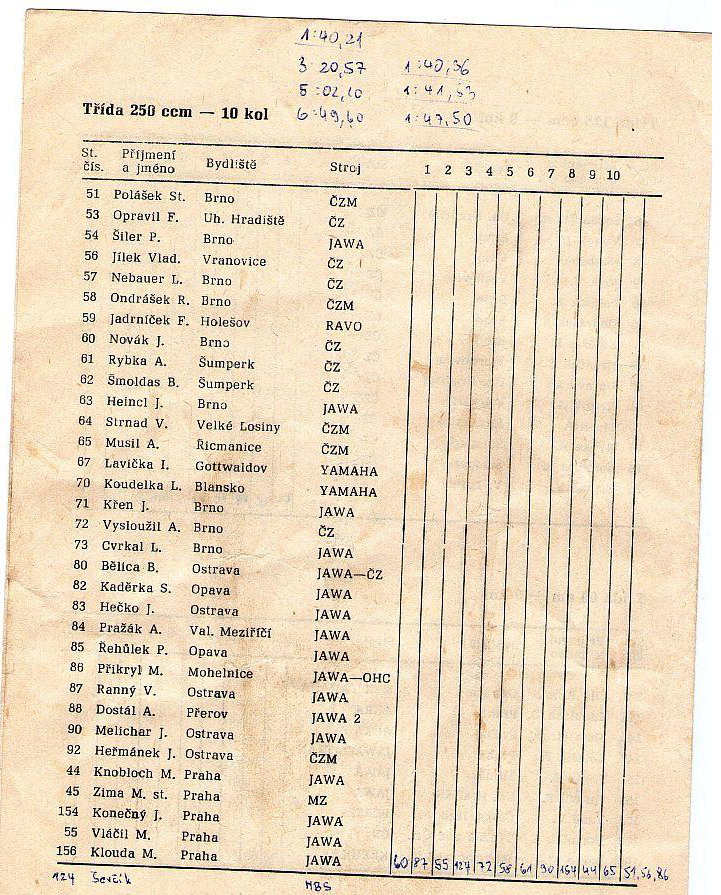 1:40,21
3 20,57 1:40,36
5:02,10 1:41,53
6:49,60 1:47,50
Třída 250 ccm — 10 kol
St. čís. Příjmení a jméno Bydliště Stroj 1 2 3 4 5 6 7 8 9 10
51 Polášek St. Brno ČZM
53 Opravil F. Uh. Hradiště ČZ
54 Šiler P. Brno JAWA
56 Jílek Vlad. Vranovice ČZ
57 Nebauer L. Brno ČZ
58 Ondrášek R. Brno ČZM
59 Jadrníček F. Holešov RAVO
60 Novák J. Brno ČZ
61 Rybka A. Šumperk ČZ
62 Šmoldas B. Šumperk ČZ
63 Heincl J. Brno JAWA
64 Strnad V. Velké Losiny ČZM
65 Musil A. Řícmanice ČZM
67 Lavička I. Gottwaldov YAMAHA
70 Koudelka L. Blansko YAMAHA
71 Křen J. Brno JAWA
72 Vysloužil A. Brno ČZ
73 Cvrkal L. Brno JAWA
80 Bělica B. Ostrava JAWA—ČZ
82 Kaděrka S. Opava JAWA
83 Hečko J. Ostrava JAWA
84 Pražák A. Val. Meziříčí JAWA
85 Řehůlek P. Opava JAWA
86 Přikryl M. Mohelnice JAWA—OHC
87 Ranný V. Ostrava JAWA
88 Dostál A. Přerov JAWA 2
90 Melichar J. Ostrava JAWA
92 Heřmánek J. Ostrava ČZM
44 Knobloch M. Praha JAWA
45 Zima M. st. Praha MZ
154 Konečný J. Praha JAWA
55 Vláčil M. Praha JAWA
156 Klouda M. Praha JAWA 60 87 55 124 72 58 61 90 154 44 65 51, 56, 86
124 Ševčík MBS